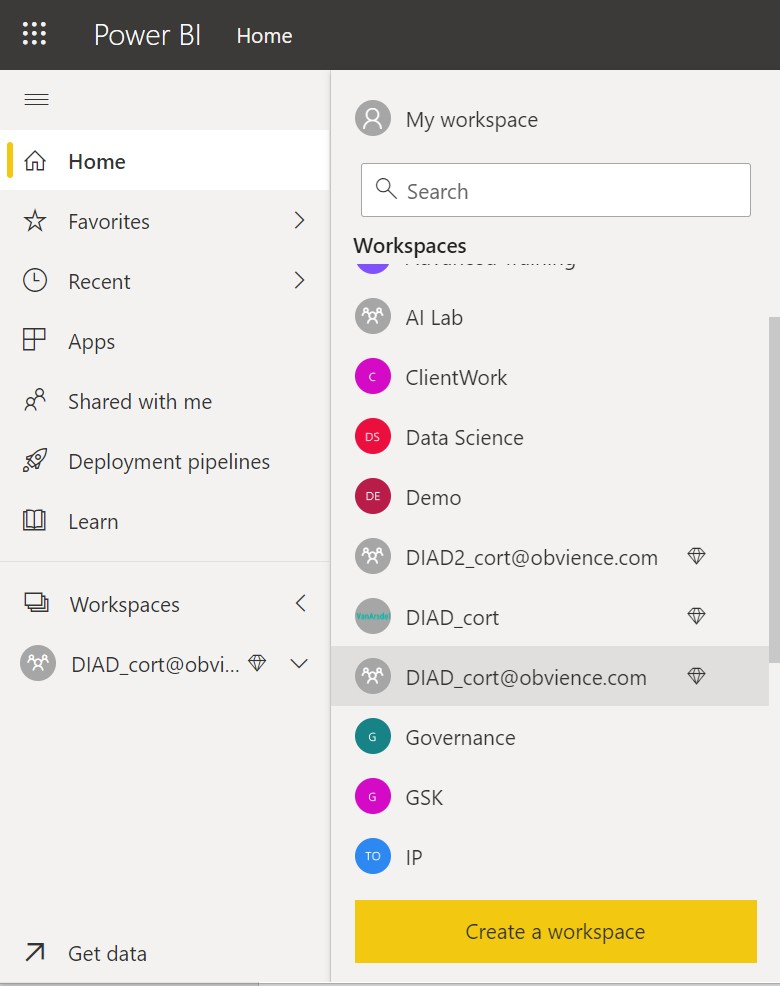 Power BI Home
Home
Favorites
Recent
Apps
Shared with me
Deployment pipelines
Learn
Workspaces
DIAD_cort@obvi...
Get data
My workspace
Search
Workspaces
AI Lab
C ClientWork
DS Data Science
DE Demo
DIAD2_cort@obvience.com
VanArsdel DIAD_cort
DIAD_cort@obvience.com
G Governance
G GSK
TO IP
Create a workspace